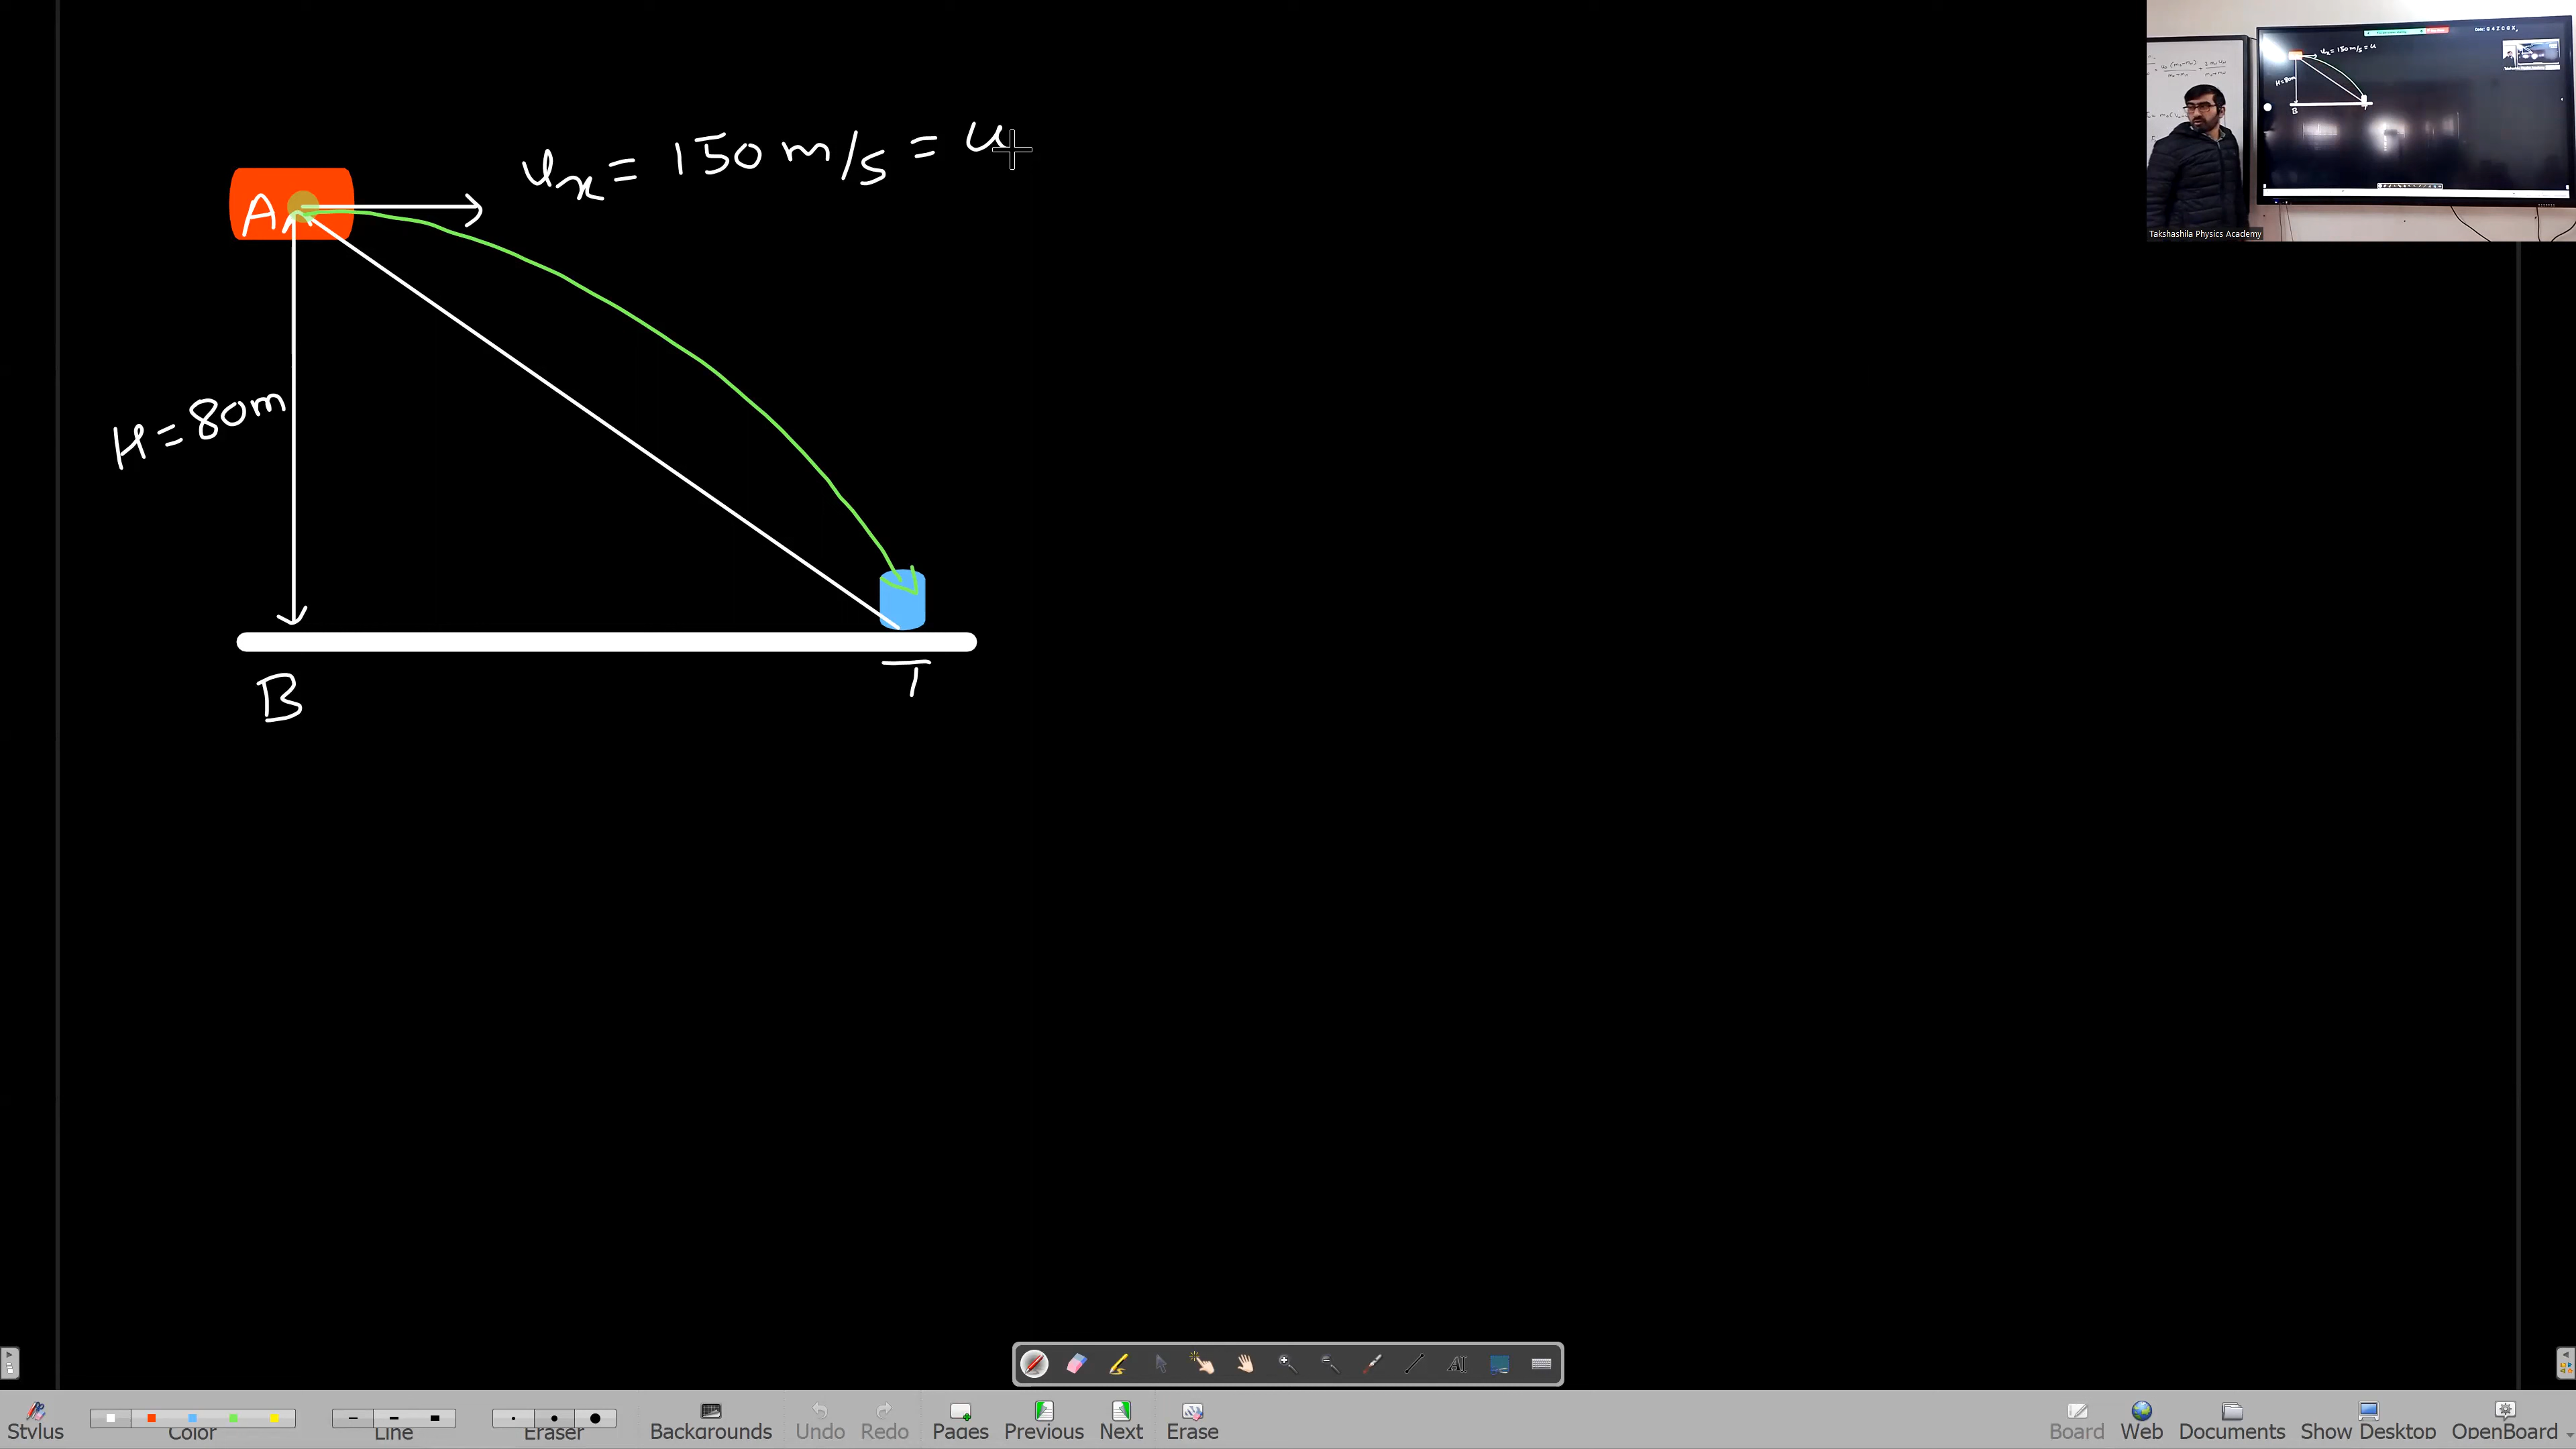 u_x = 150 m/s = u
A
H = 80m
B
T
Takshashila Physics Academy
Stylus
Color
Line
Eraser
Backgrounds
Undo
Redo
Pages
Previous
Next
Erase
Board
Web
Documents
Show Desktop
OpenBoard